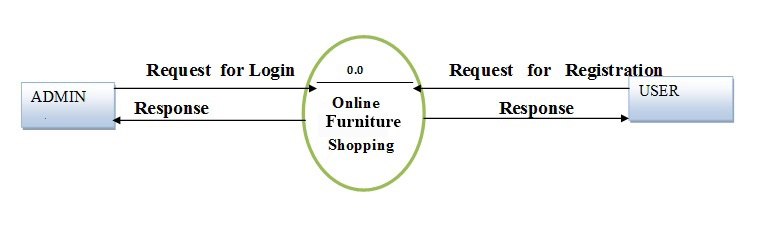 Request for Login
0.0
Request for Registration
ADMIN
USER
Response
Online
Furniture
Shopping
Response